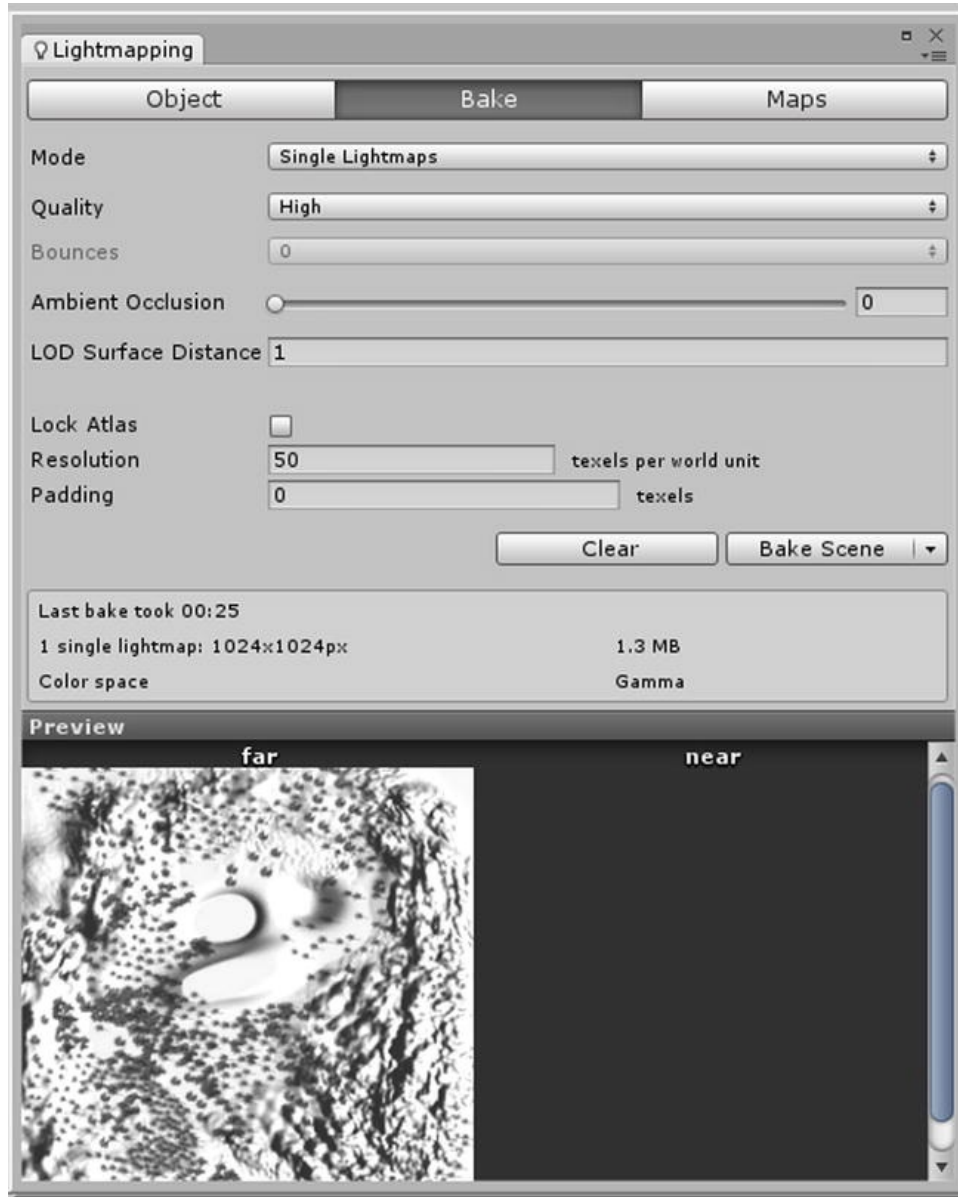 Lightmapping
Object Bake Maps
Mode Single Lightmaps
Quality High
Bounces 0
Ambient Occlusion 0
LOD Surface Distance 1
Lock Atlas
Resolution 50 texels per world unit
Padding 0 texels
Clear Bake Scene
Last bake took 00:25
1 single lightmap: 1024x1024px 1.3 MB
Color space Gamma
Preview
far near